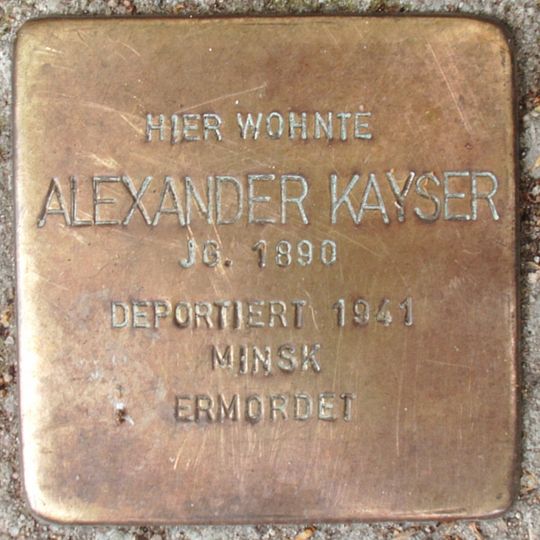 HIER WOHNTE
ALEXANDER KAYSER
JG. 1890
DEPORTIERT 1941
MINSK
ERMORDET